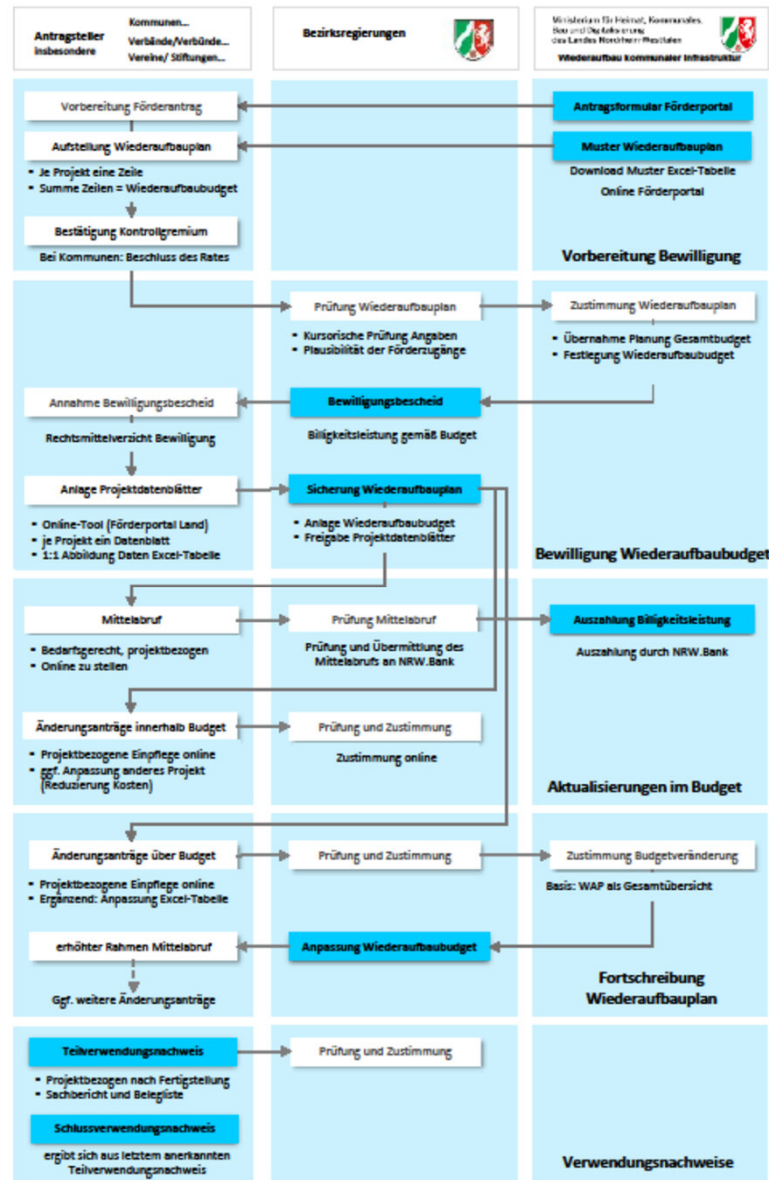 Antragsteller
insbesondere
Kommunen...
Verbände/Verbünde...
Vereine/ Stiftungen...
Bezirksregierungen
Ministerium für Heimat, Kommunales,
Bau und Digitalisierung
des Landes Nordrhein-Westfalen
Wiederaufbau kommunaler Infrastruktur
Vorbereitung Förderantrag
Antragsformular Förderportal
Aufstellung Wiederaufbauplan
Muster Wiederaufbauplan
▪ Je Projekt eine Zeile
▪ Summe Zeilen = Wiederaufbaubudget
Download Muster Excel-Tabelle
Online Förderportal
Bestätigung Kontrollgremium
Bei Kommunen: Beschluss des Rates
Vorbereitung Bewilligung
Prüfung Wiederaufbauplan
Zustimmung Wiederaufbauplan
▪ Kursorische Prüfung Angaben
▪ Plausibilität der Förderzugänge
▪ Übernahme Planung Gesamtbudget
▪ Festlegung Wiederaufbaubudget
Annahme Bewilligungsbescheid
Bewilligungsbescheid
Rechtsmittelverzicht Bewilligung
Billigkeitsleistung gemäß Budget
Anlage Projektdatenblätter
Sicherung Wiederaufbauplan
▪ Online-Tool (Förderportal Land)
▪ je Projekt ein Datenblatt
▪ 1:1 Abbildung Daten Excel-Tabelle
▪ Anlage Wiederaufbaubudget
▪ Freigabe Projektdatenblätter
Bewilligung Wiederaufbaubudget
Mittelabruf
Prüfung Mittelabruf
Auszahlung Billigkeitsleistung
▪ Bedarfsgerecht, projektbezogen
▪ Online zu stellen
Prüfung und Übermittlung des
Mittelabrufs an NRW.Bank
Auszahlung durch NRW.Bank
Änderungsanträge innerhalb Budget
Prüfung und Zustimmung
▪ Projektbezogene Einpflege online
▪ ggf. Anpassung anderes Projekt
(Reduzierung Kosten)
Zustimmung online
Aktualisierungen im Budget
Änderungsanträge über Budget
Prüfung und Zustimmung
Zustimmung Budgetveränderung
▪ Projektbezogene Einpflege online
▪ Ergänzend: Anpassung Excel-Tabelle
Basis: WAP als Gesamtübersicht
erhöhter Rahmen Mittelabruf
Anpassung Wiederaufbaubudget
Ggf. weitere Änderungsanträge
Fortschreibung
Wiederaufbauplan
Teilverwendungsnachweis
Prüfung und Zustimmung
▪ Projektbezogen nach Fertigstellung
▪ Sachbericht und Belegliste
Schlussverwendungsnachweis
ergibt sich aus letztem anerkannten
Teilverwendungsnachweis
Verwendungsnachweise